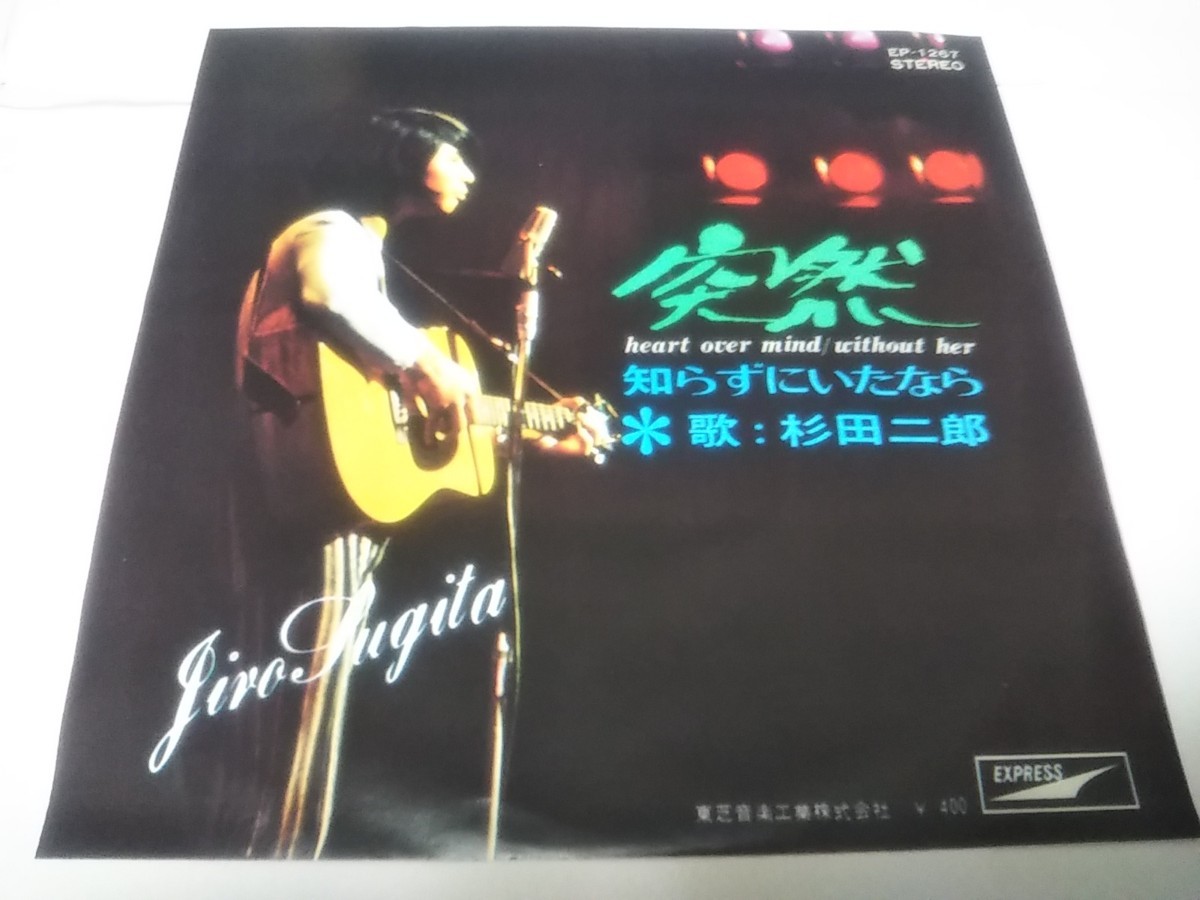 EP-1267
STEREO
突然
heart over mind/without her
知らずにいたなら
* 歌：杉田二郎
Jiro Sugita
EXPRESS
東芝音楽工業株式会社 ￥400